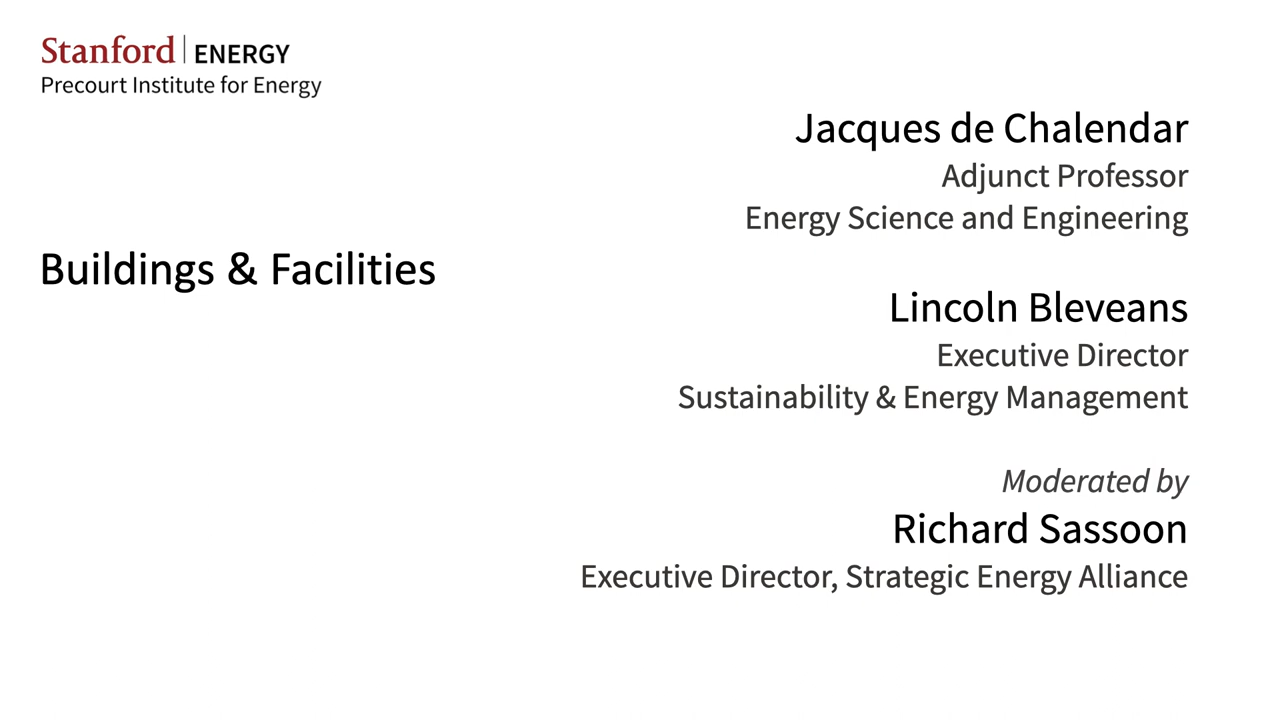 Stanford | ENERGY
Precourt Institute for Energy
Buildings & Facilities
Jacques de Chalendar
Adjunct Professor
Energy Science and Engineering
Lincoln Bleveans
Executive Director
Sustainability & Energy Management
Moderated by
Richard Sassoon
Executive Director, Strategic Energy Alliance